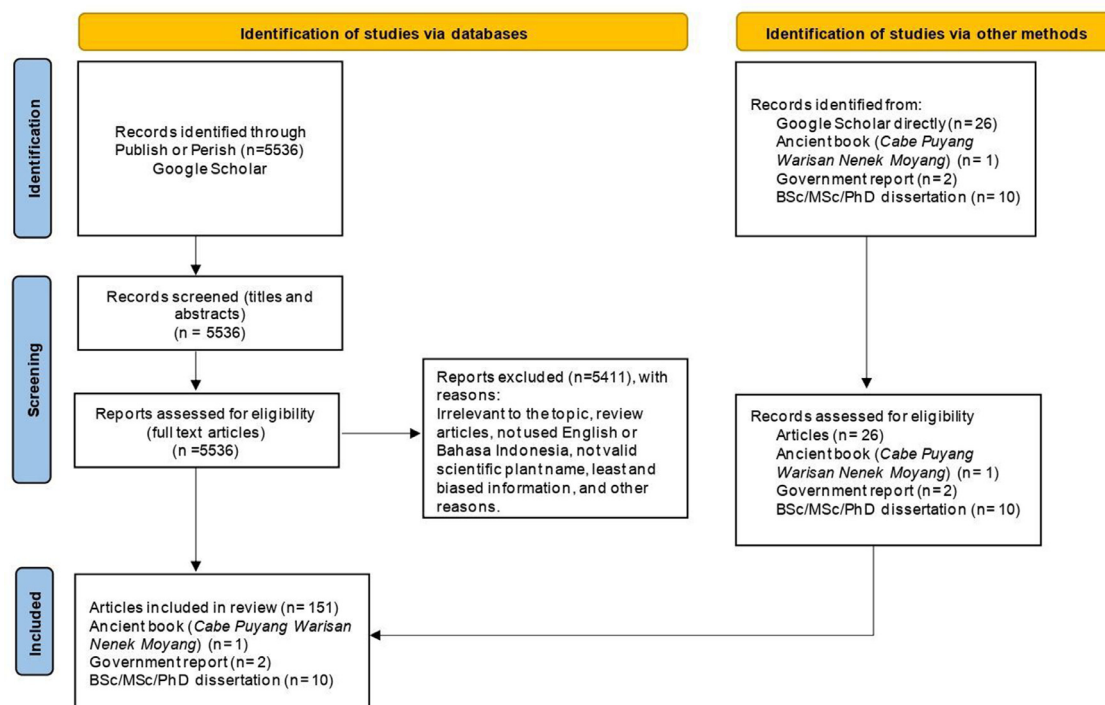 Identification of studies via databases
Identification of studies via other methods
Identification
Records identified through
Publish or Perish (n=5536)
Google Scholar
Records identified from:
Google Scholar directly (n=26)
Ancient book (Cabe Puyang
Warisan Nenek Moyang) (n=1)
Government report (n=2)
BSc/MSc/PhD dissertation (n=10)
Screening
Records screened (titles and
abstracts)
(n = 5536)
Reports assessed for eligibility
(full text articles)
(n =5536)
Reports excluded (n=5411), with
reasons:
Irrelevant to the topic, review
articles, not used English or
Bahasa Indonesia, not valid
scientific plant name, least and
biased information, and other
reasons.
Records assessed for eligibility
Articles (n=26)
Ancient book (Cabe Puyang
Warisan Nenek Moyang) (n=1)
Government report (n=2)
BSc/MSc/PhD dissertation (n=10)
Included
Articles included in review (n=151)
Ancient book (Cabe Puyang Warisan
Nenek Moyang) (n=1)
Government report (n=2)
BSc/MSc/PhD dissertation (n=10)